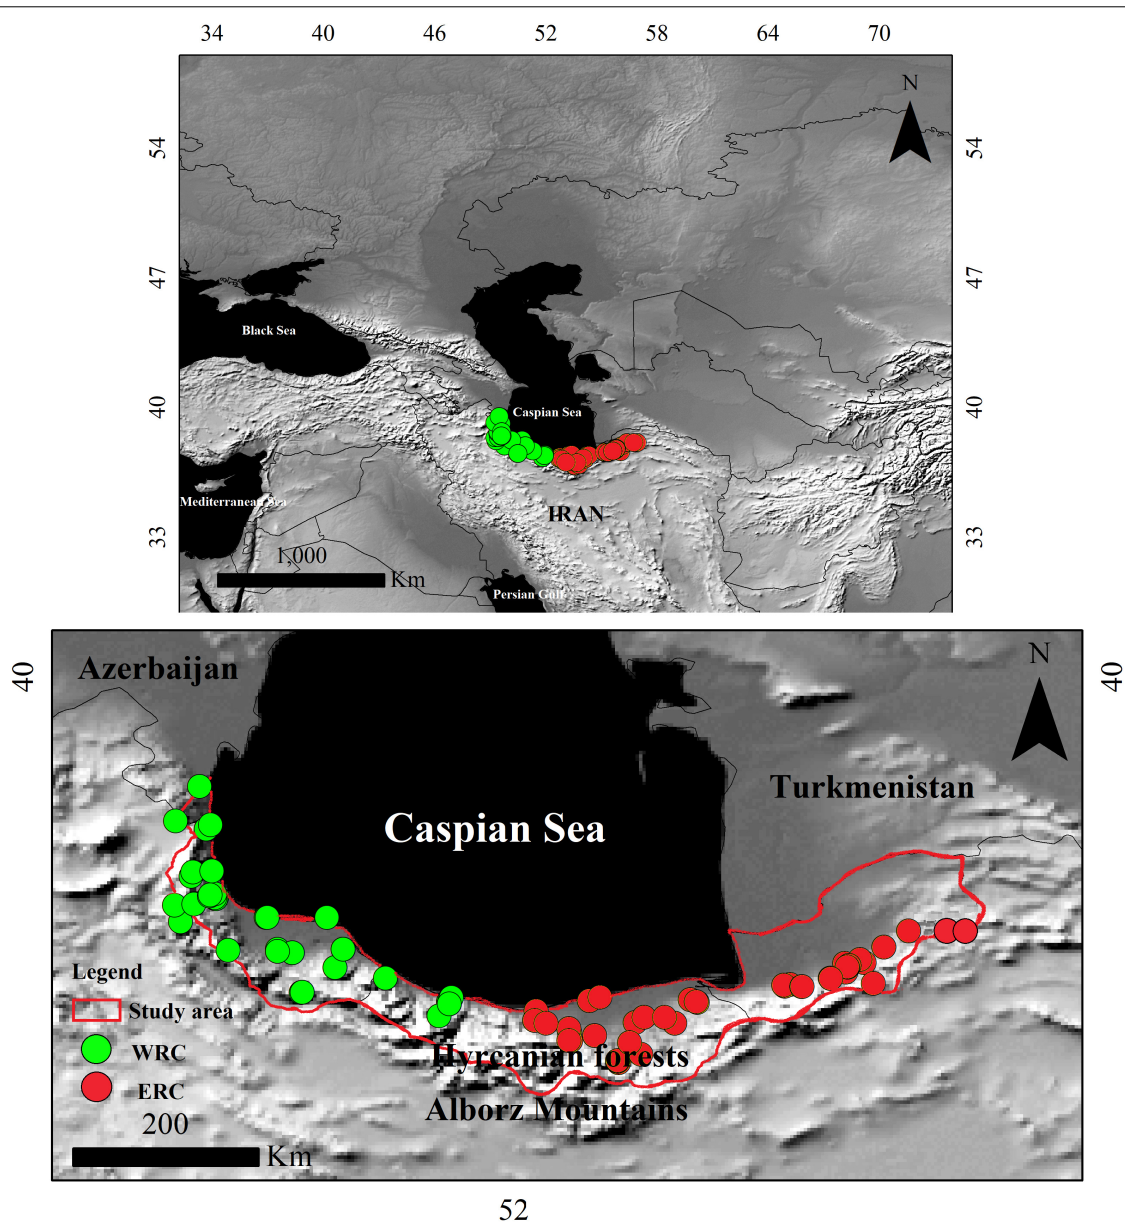 34 40 46 52 58 64 70
N
54 54
47 47
Black Sea
40 40
Caspian Sea
Mediterranean Sea
IRAN
33 33
1,000
Km
Persian Gulf
40 40
Azerbaijan
N
Turkmenistan
Caspian Sea
Legend
Study area
WRC
ERC
Hyrcanian forests
Alborz Mountains
200
Km
52